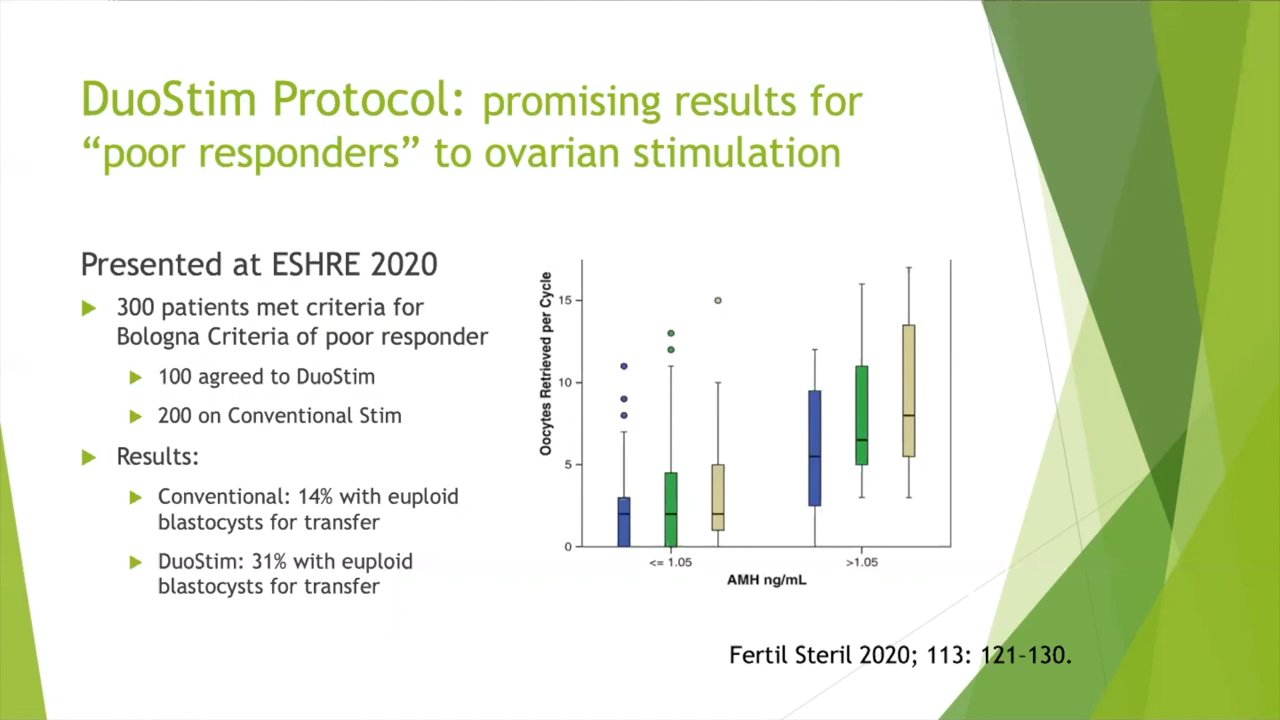 DuoStim Protocol: promising results for
“poor responders” to ovarian stimulation
Presented at ESHRE 2020
300 patients met criteria for
Bologna Criteria of poor responder
100 agreed to DuoStim
200 on Conventional Stim
Results:
Conventional: 14% with euploid
blastocysts for transfer
DuoStim: 31% with euploid
blastocysts for transfer
Oocytes Retrieved per Cycle
15
10
5
0
<= 1.05
>1.05
AMH ng/mL
Fertil Steril 2020; 113: 121–130.